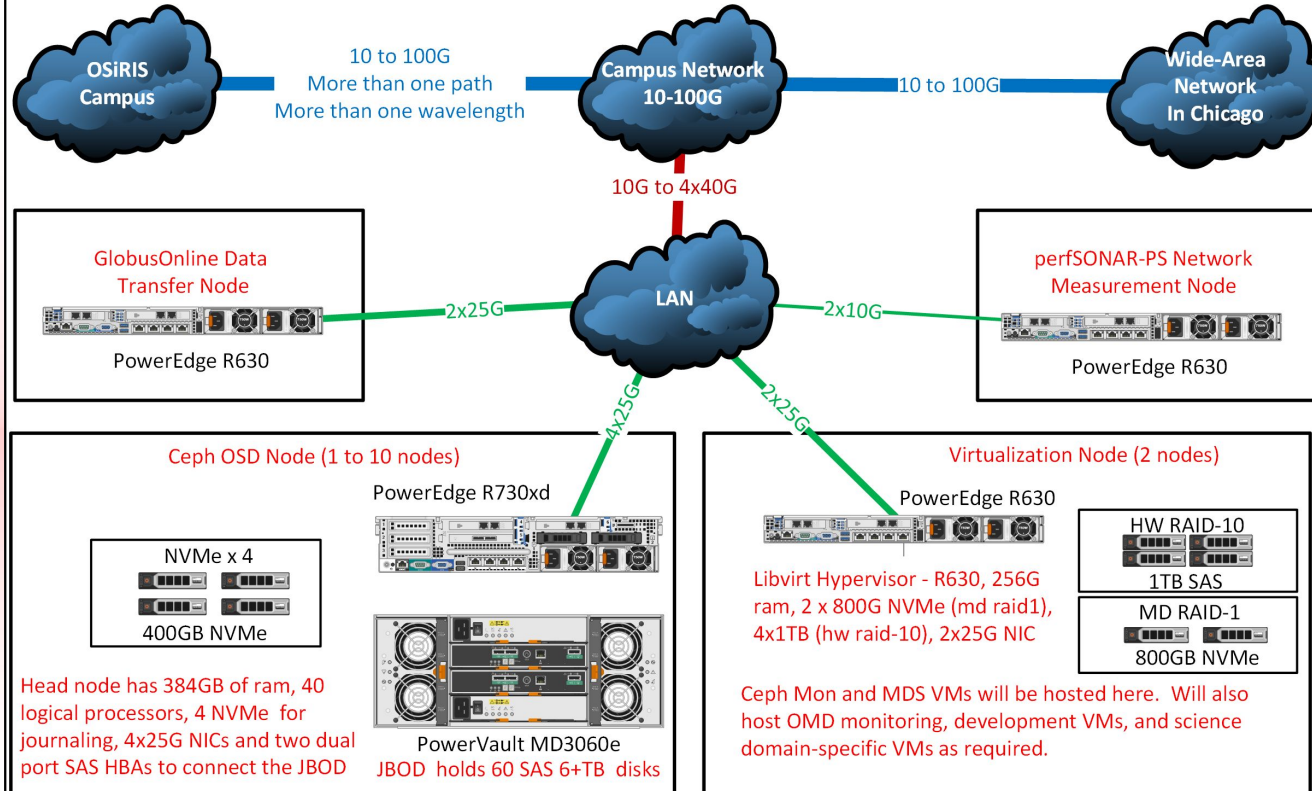 OSiRIS
Campus
10 to 100G
More than one path
More than one wavelength
Campus Network
10-100G
10 to 100G
Wide-Area
Network
In Chicago
10G to 4x40G
GlobusOnline Data
Transfer Node
PowerEdge R630
2x25G
LAN
2x10G
perfSONAR-PS Network
Measurement Node
PowerEdge R630
4x25G
2x25G
Ceph OSD Node (1 to 10 nodes)
PowerEdge R730xd
NVMe x 4
400GB NVMe
Head node has 384GB of ram, 40
logical processors, 4 NVMe for
journaling, 4x25G NICs and two dual
port SAS HBAs to connect the JBOD
PowerVault MD3060e
JBOD holds 60 SAS 6+TB disks
Virtualization Node (2 nodes)
PowerEdge R630
HW RAID-10
1TB SAS
MD RAID-1
800GB NVMe
Libvirt Hypervisor - R630, 256G
ram, 2 x 800G NVMe (md raid1),
4x1TB (hw raid-10), 2x25G NIC
Ceph Mon and MDS VMs will be hosted here. Will also
host OMD monitoring, development VMs, and science
domain-specific VMs as required.